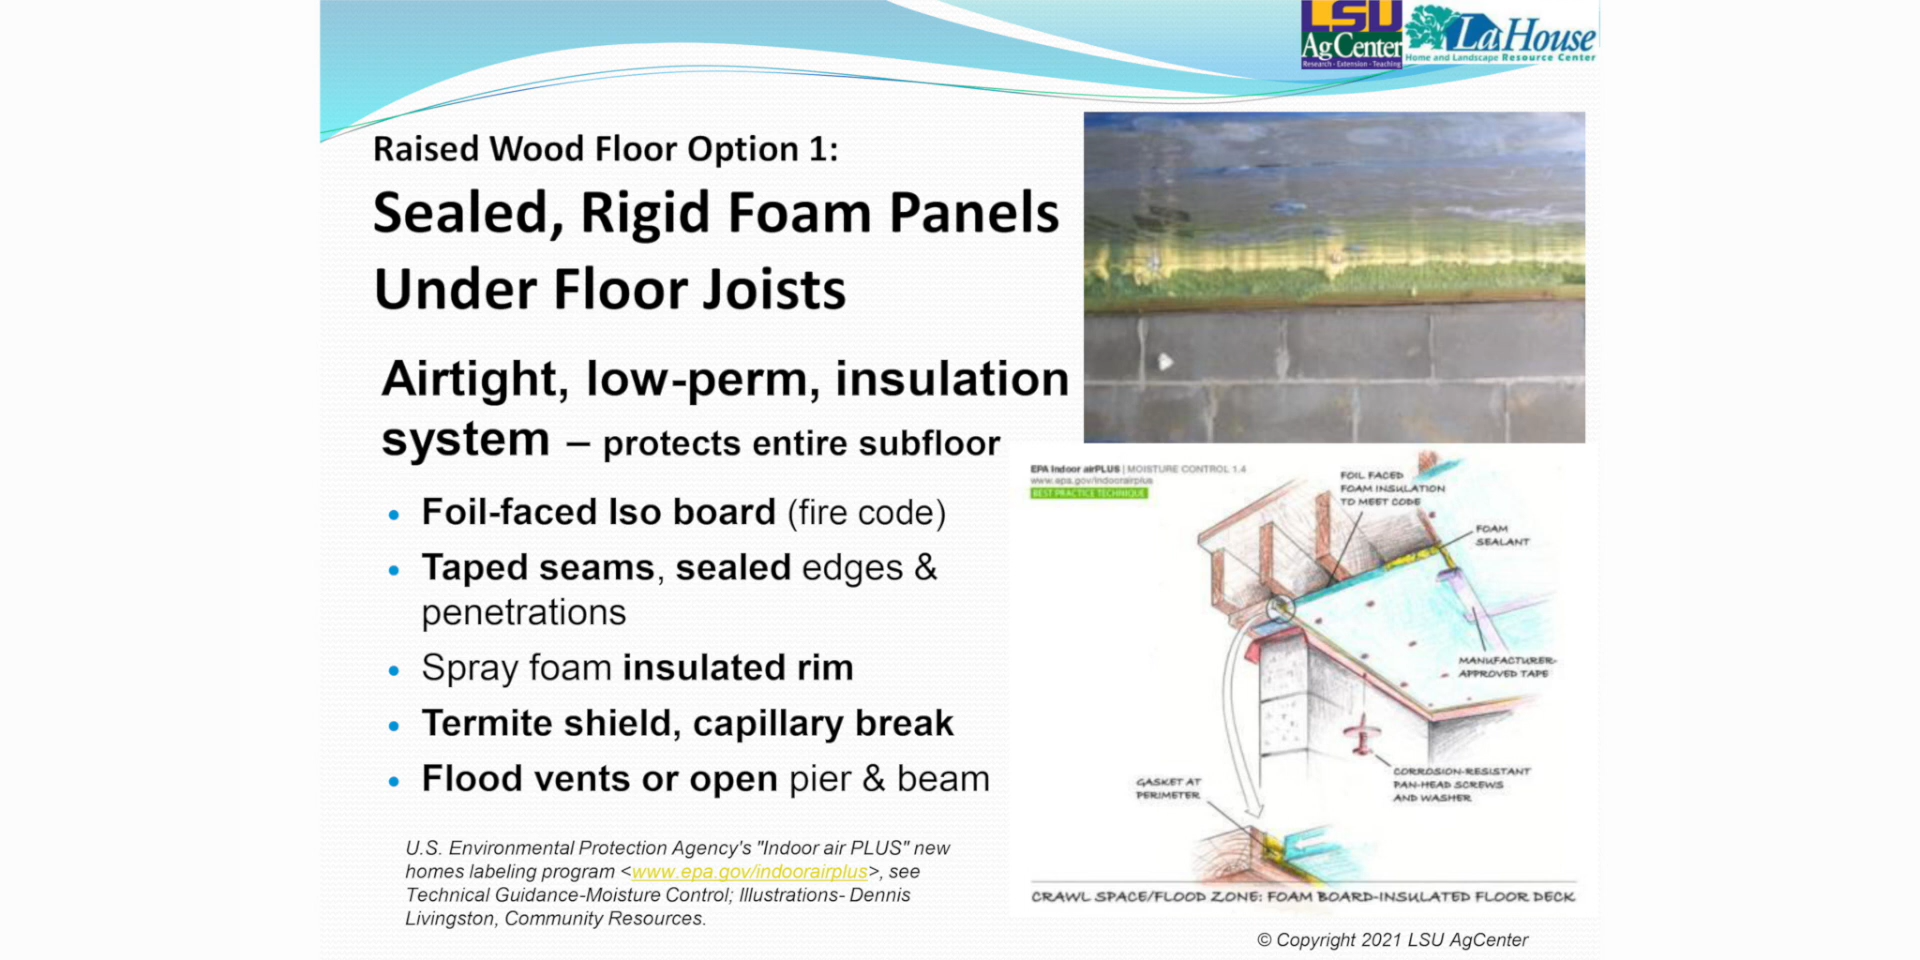 LSU
AgCenter
Research · Extension · Teaching
LaHouse
Home and Landscape Resource Center
Raised Wood Floor Option 1:
Sealed, Rigid Foam Panels
Under Floor Joists
Airtight, low-perm, insulation
system – protects entire subfloor
• Foil-faced Iso board (fire code)
• Taped seams, sealed edges &
penetrations
• Spray foam insulated rim
• Termite shield, capillary break
• Flood vents or open pier & beam
U.S. Environmental Protection Agency's "Indoor air PLUS" new
homes labeling program <www.epa.gov/indoorairplus>, see
Technical Guidance-Moisture Control; Illustrations- Dennis
Livingston, Community Resources.
EPA Indoor airPLUS | MOISTURE CONTROL 1.4
www.epa.gov/indoorairplus
BEST PRACTICE TECHNIQUE
FOIL FACED
FOAM INSULATION
TO MEET CODE
FOAM
SEALANT
MANUFACTURER-
APPROVED TAPE
CORROSION-RESISTANT
PAN-HEAD SCREWS
AND WASHER
GASKET AT
PERIMETER
CRAWL SPACE/FLOOD ZONE: FOAM BOARD-INSULATED FLOOR DECK
© Copyright 2021 LSU AgCenter